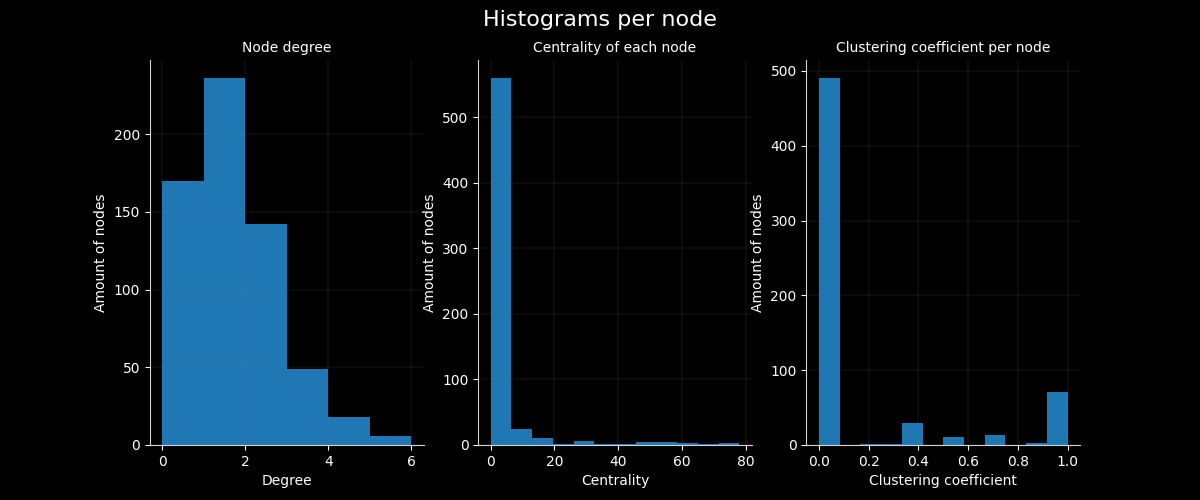 Histograms per node
Node degree
Amount of nodes
200
150
100
50
0
0 2 4 6
Degree
Centrality of each node
Amount of nodes
500
400
300
200
100
0
0 20 40 60 80
Centrality
Clustering coefficient per node
Amount of nodes
500
400
300
200
100
0
0.0 0.2 0.4 0.6 0.8 1.0
Clustering coefficient